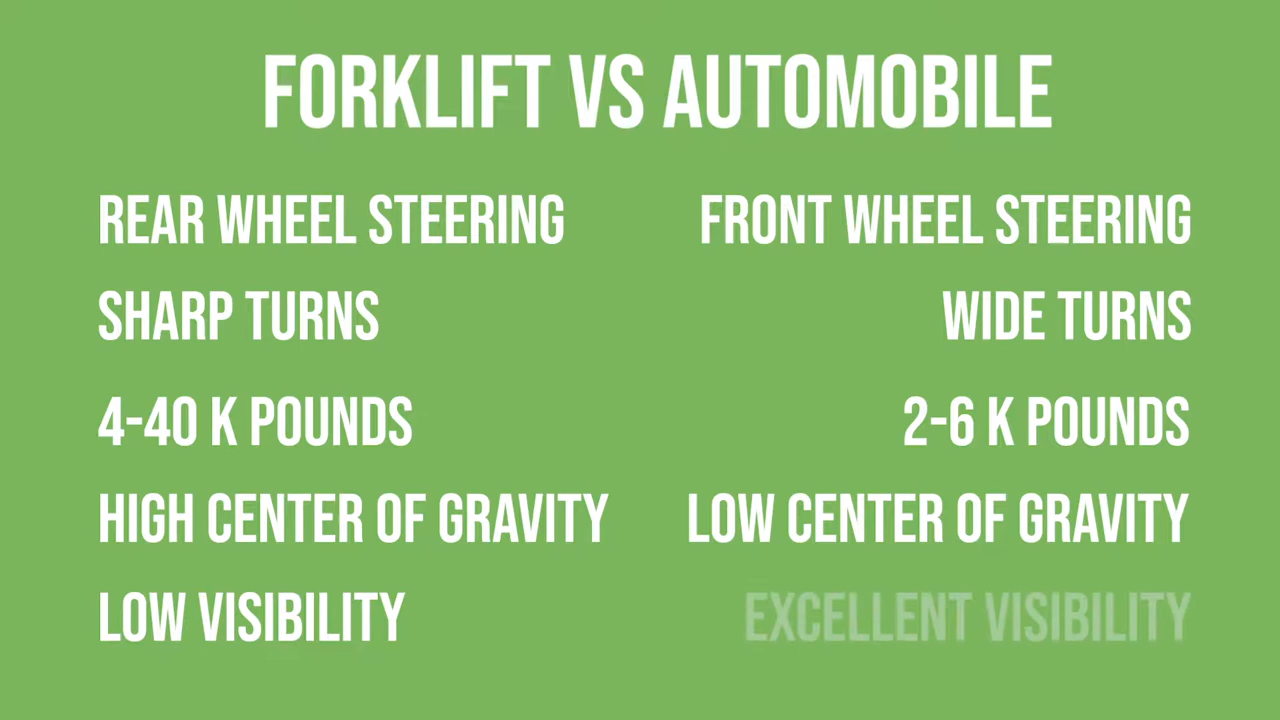 FORKLIFT VS AUTOMOBILE
REAR WHEEL STEERING FRONT WHEEL STEERING
SHARP TURNS WIDE TURNS
4-40 K POUNDS 2-6 K POUNDS
HIGH CENTER OF GRAVITY LOW CENTER OF GRAVITY
LOW VISIBILITY EXCELLENT VISIBILITY